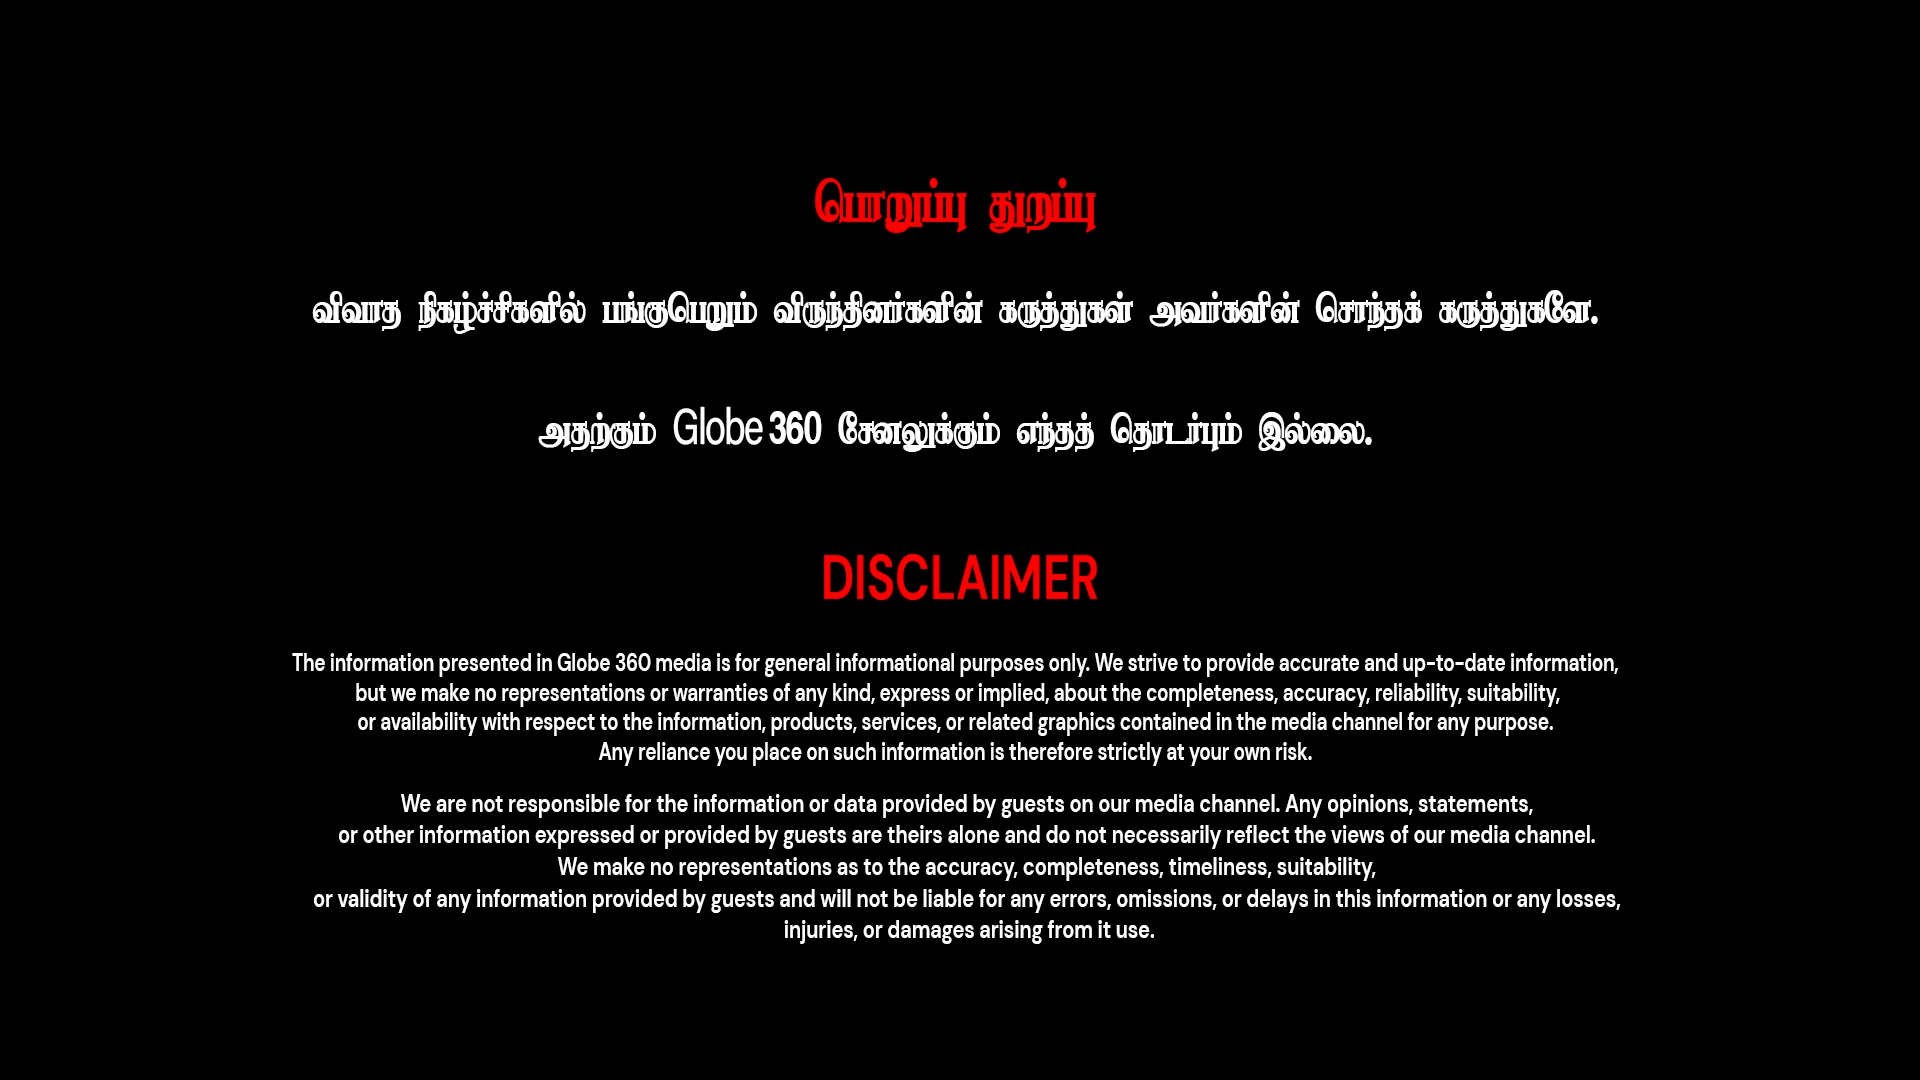 பொறுப்பு துறப்பு
விவாத நிகழ்ச்சிகளில் பங்குபெறும் விருந்தினர்களின் கருத்துகள் அவர்களின் சொந்தக் கருத்துகளே.
அதற்கும் Globe 360 சேனலுக்கும் எந்தத் தொடர்பும் இல்லை.
DISCLAIMER
The information presented in Globe 360 media is for general informational purposes only. We strive to provide accurate and up-to-date information,
but we make no representations or warranties of any kind, express or implied, about the completeness, accuracy, reliability, suitability,
or availability with respect to the information, products, services, or related graphics contained in the media channel for any purpose.
Any reliance you place on such information is therefore strictly at your own risk.
We are not responsible for the information or data provided by guests on our media channel. Any opinions, statements,
or other information expressed or provided by guests are theirs alone and do not necessarily reflect the views of our media channel.
We make no representations as to the accuracy, completeness, timeliness, suitability,
or validity of any information provided by guests and will not be liable for any errors, omissions, or delays in this information or any losses,
injuries, or damages arising from it use.